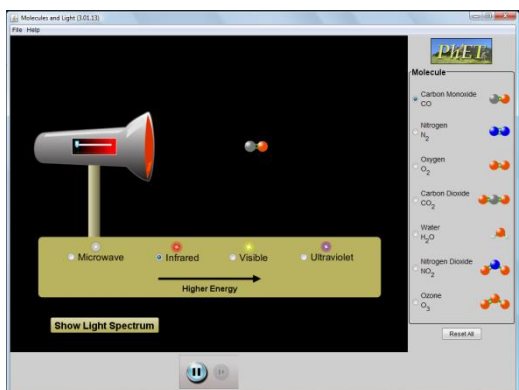 Molecules and Light (3.01.13)
File Help
PhET
Molecule
Carbon Monoxide
CO
Nitrogen
N2
Oxygen
O2
Carbon Dioxide
CO2
Water
H2O
Nitrogen Dioxide
NO2
Ozone
O3
Reset All
Microwave Infrared Visible Ultraviolet
Higher Energy
Show Light Spectrum